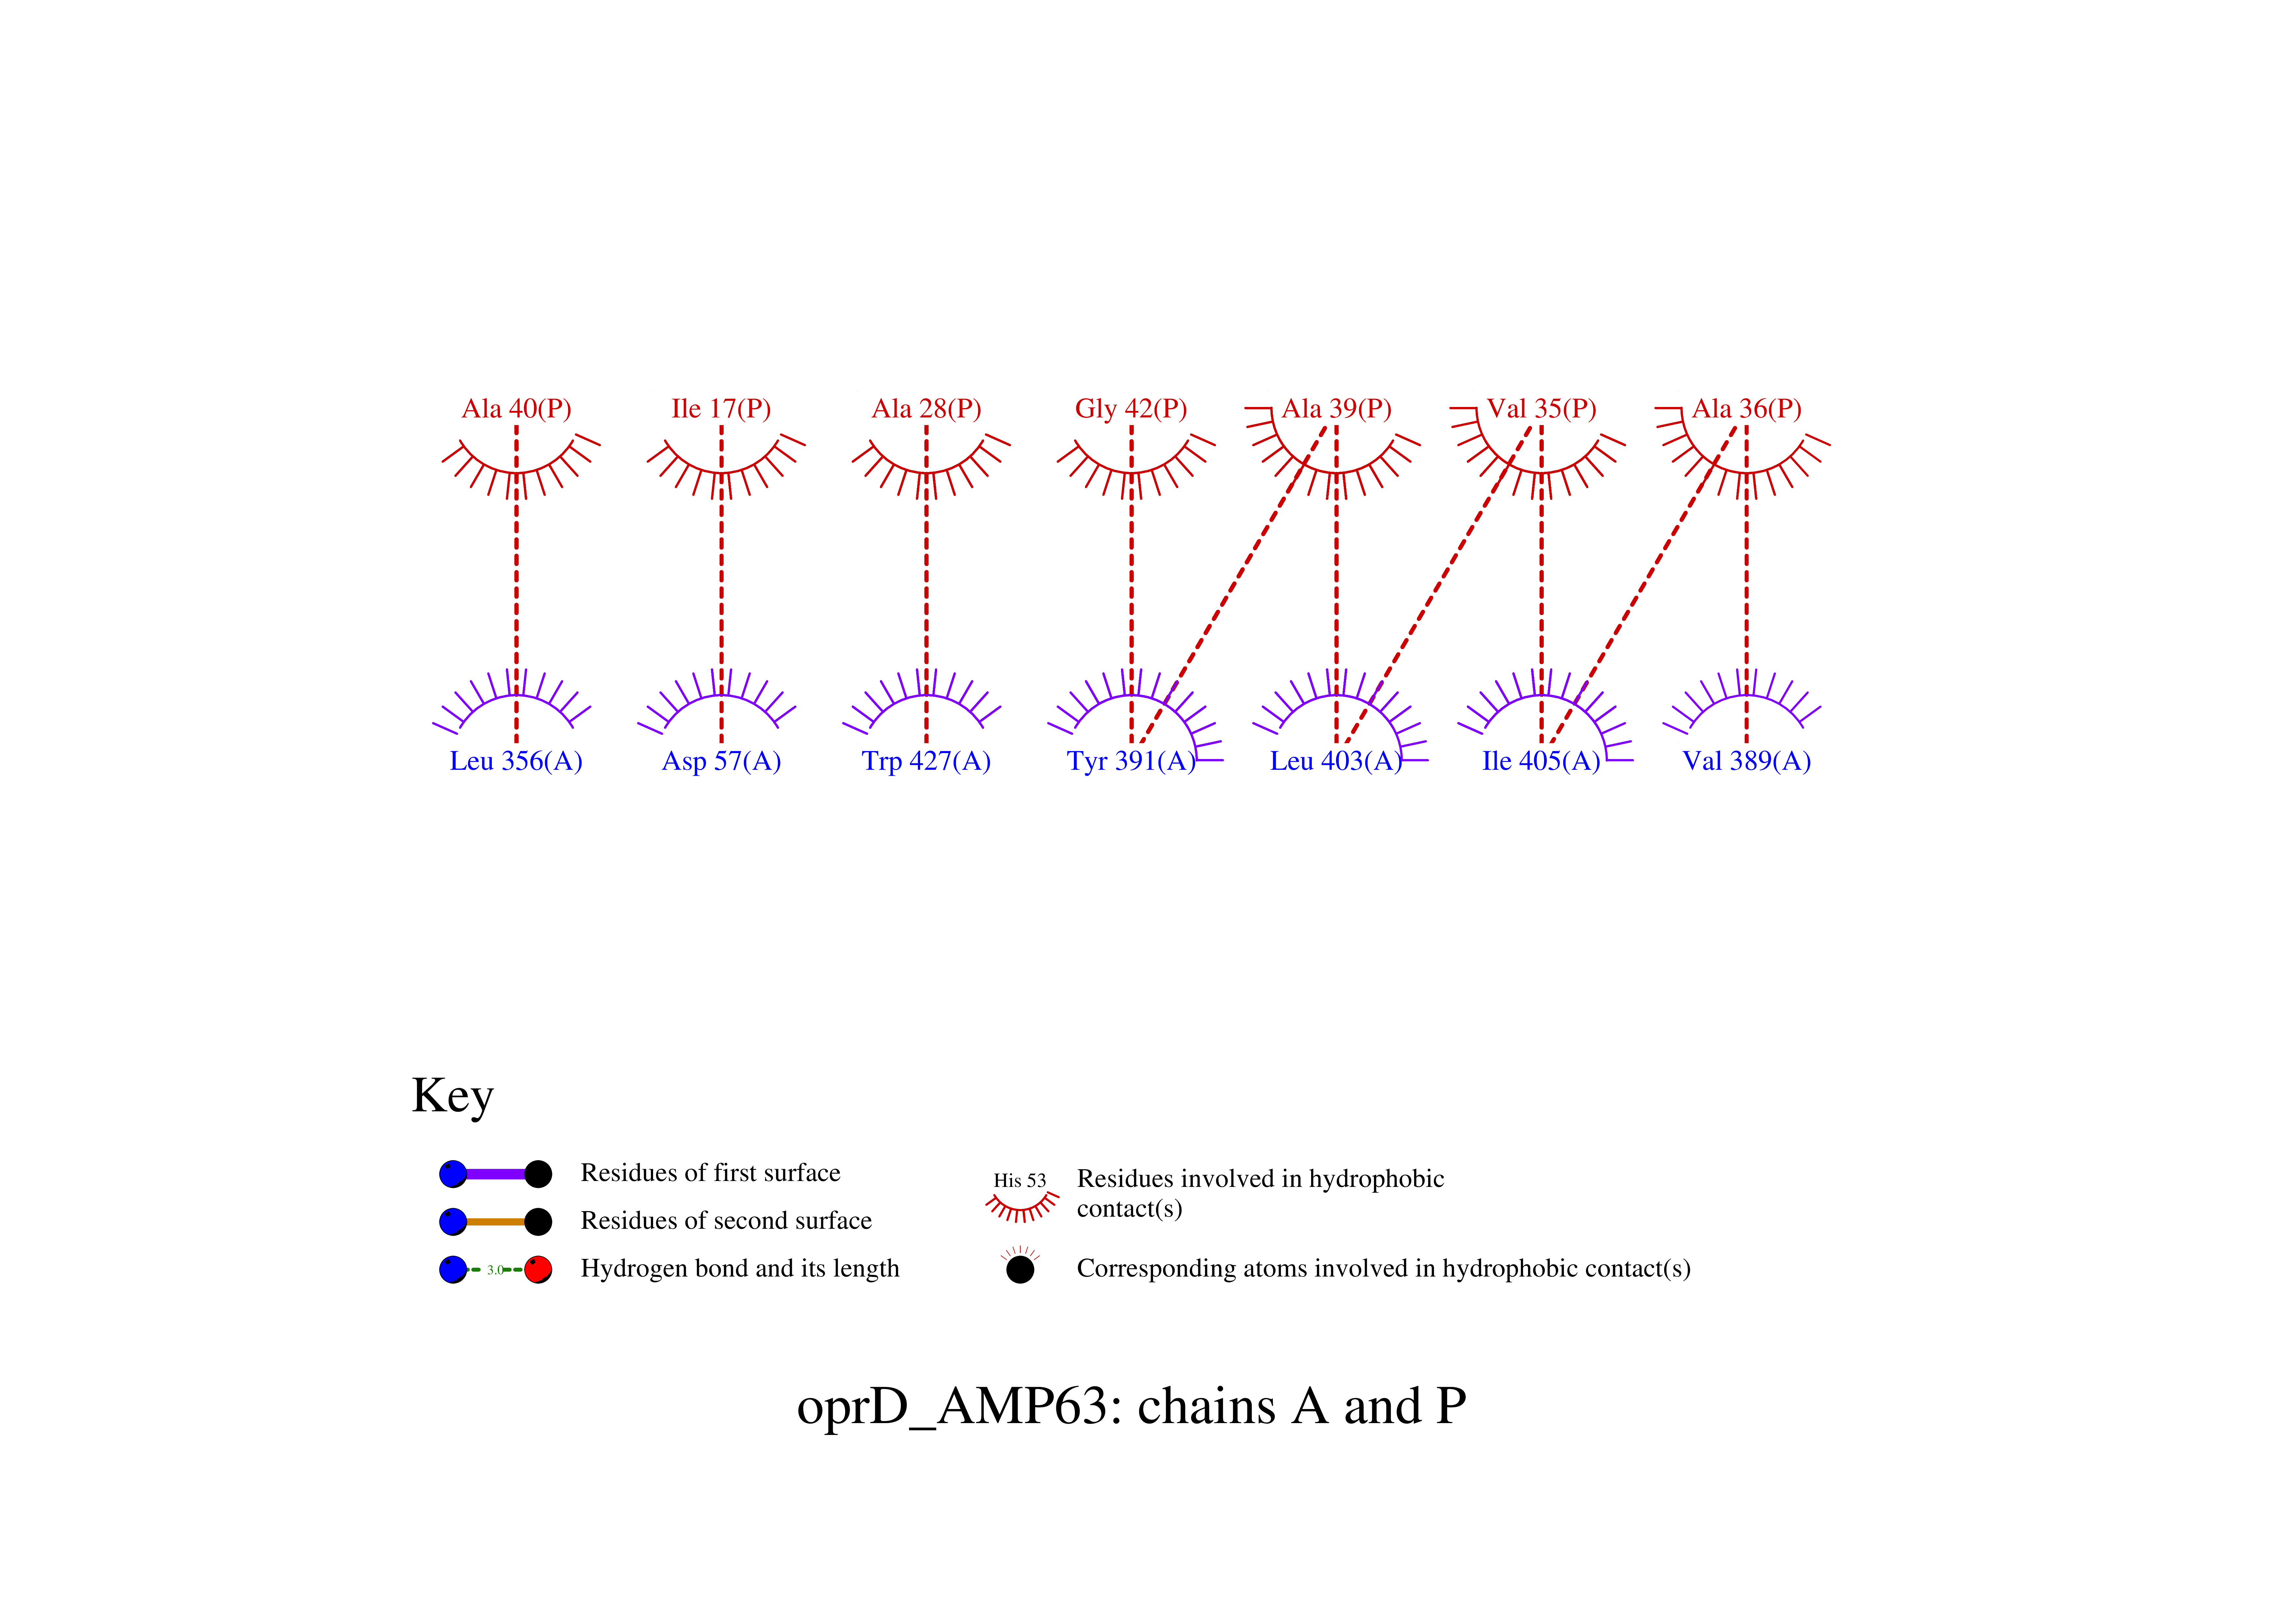 Ala 40(P) Ile 17(P) Ala 28(P) Gly 42(P) Ala 39(P) Val 35(P) Ala 36(P)
Leu 356(A) Asp 57(A) Trp 427(A) Tyr 391(A) Leu 403(A) Ile 405(A) Val 389(A)
Key
Residues of first surface
Residues of second surface
3.0 Hydrogen bond and its length
His 53 Residues involved in hydrophobic
contact(s)
Corresponding atoms involved in hydrophobic contact(s)
oprD_AMP63: chains A and P